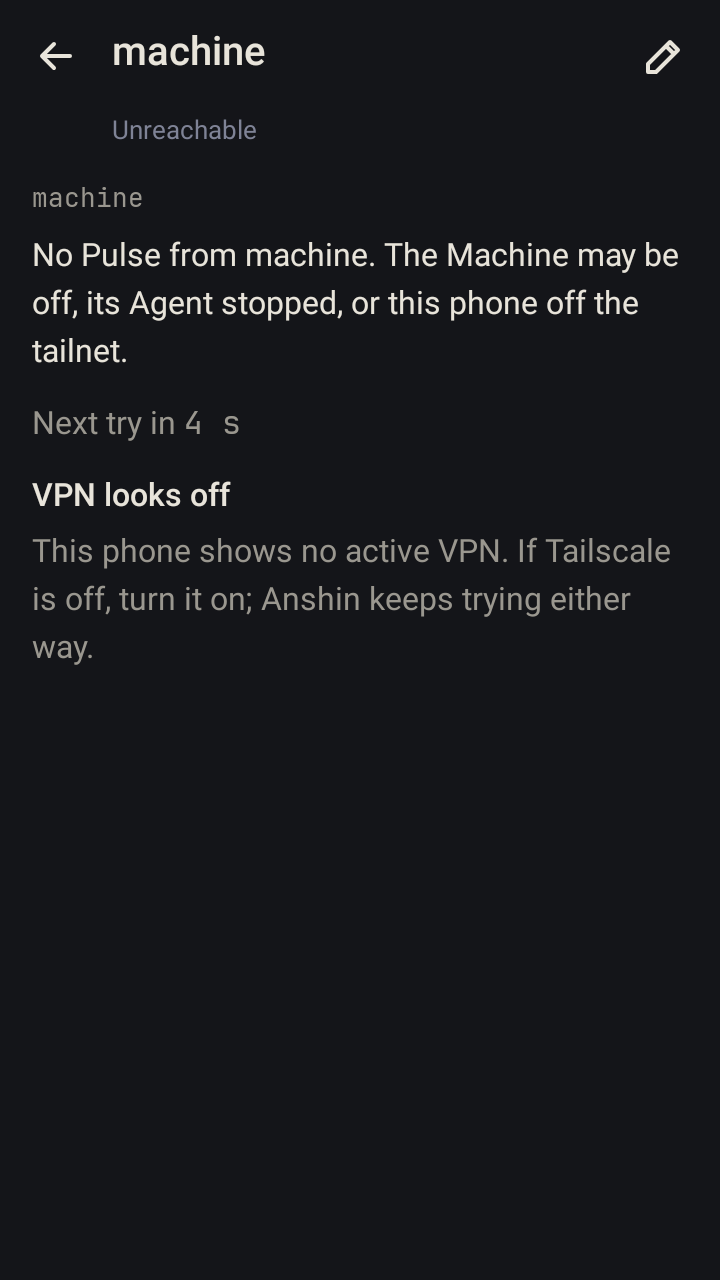 machine
Unreachable
machine
No Pulse from machine. The Machine may be
off, its Agent stopped, or this phone off the
tailnet.
Next try in 4 s
VPN looks off
This phone shows no active VPN. If Tailscale
is off, turn it on; Anshin keeps trying either
way.